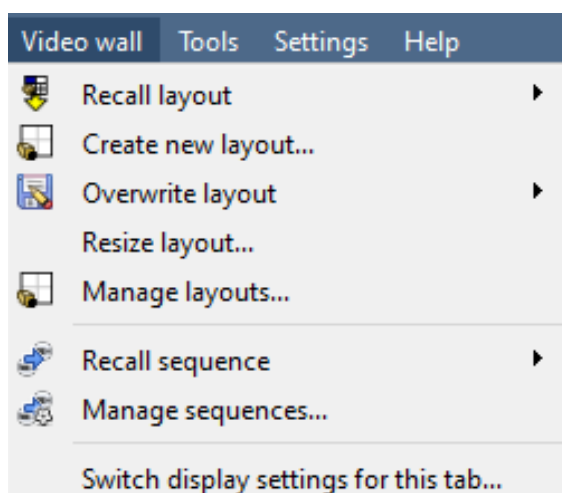 Video wall Tools Settings Help
Recall layout
Create new layout...
Overwrite layout
Resize layout...
Manage layouts...
Recall sequence
Manage sequences...
Switch display settings for this tab...